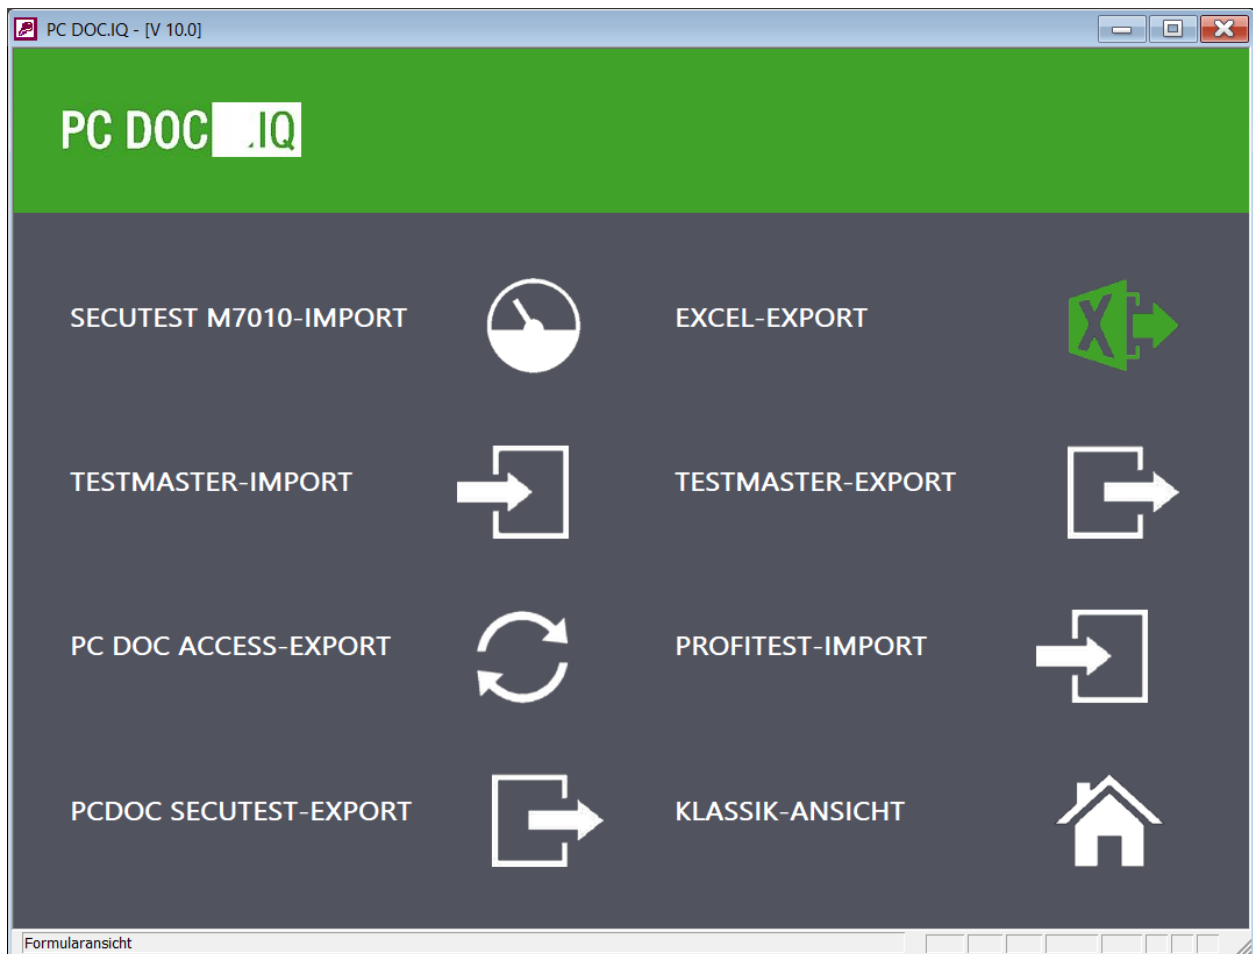 PC DOC.IQ - [V 10.0]
PC DOC .IQ
SECUTEST M7010-IMPORT
EXCEL-EXPORT
TESTMASTER-IMPORT
TESTMASTER-EXPORT
PC DOC ACCESS-EXPORT
PROFITEST-IMPORT
PCDOC SECUTEST-EXPORT
KLASSIK-ANSICHT
Formularansicht